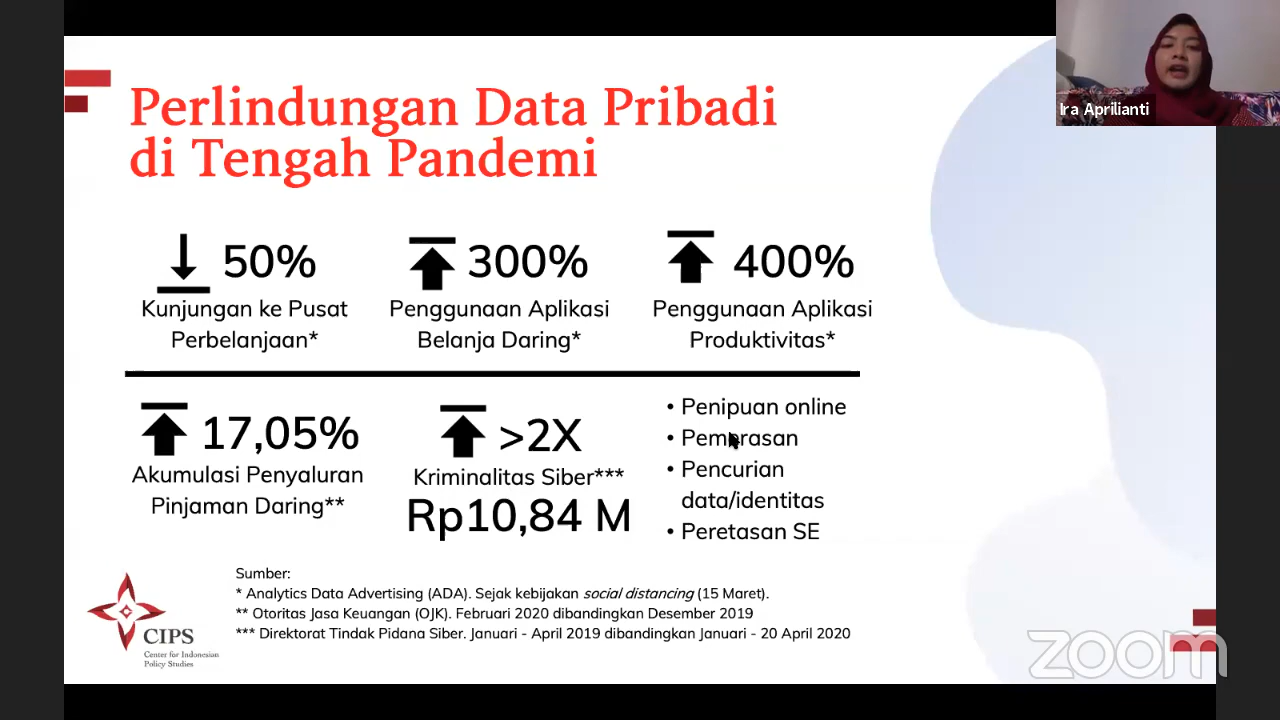 Perlindungan Data Pribadi
di Tengah Pandemi
Ira Aprilianti
50%
Kunjungan ke Pusat
Perbelanjaan*
300%
Penggunaan Aplikasi
Belanja Daring*
400%
Penggunaan Aplikasi
Produktivitas*
17,05%
Akumulasi Penyaluran
Pinjaman Daring**
>2X
Kriminalitas Siber***
Rp10,84 M
• Penipuan online
• Pemerasan
• Pencurian
data/identitas
• Peretasan SE
Sumber:
* Analytics Data Advertising (ADA). Sejak kebijakan social distancing (15 Maret).
** Otoritas Jasa Keuangan (OJK). Februari 2020 dibandingkan Desember 2019
*** Direktorat Tindak Pidana Siber. Januari - April 2019 dibandingkan Januari - 20 April 2020
CIPS
Center for Indonesian
Policy Studies
zoom